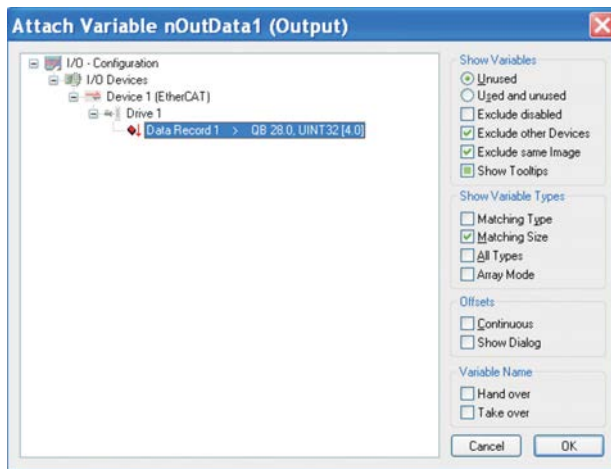 Attach Variable nOutData1 (Output)
I/O - Configuration
I/O Devices
Device 1 (EtherCAT)
Drive 1
Data Record 1 > QB 28.0, UINT32 [4.0]
Show Variables
Unused
Used and unused
Exclude disabled
Exclude other Devices
Exclude same Image
Show Tooltips
Show Variable Types
Matching Type
Matching Size
All Types
Array Mode
Offsets
Continuous
Show Dialog
Variable Name
Hand over
Take over
Cancel
OK